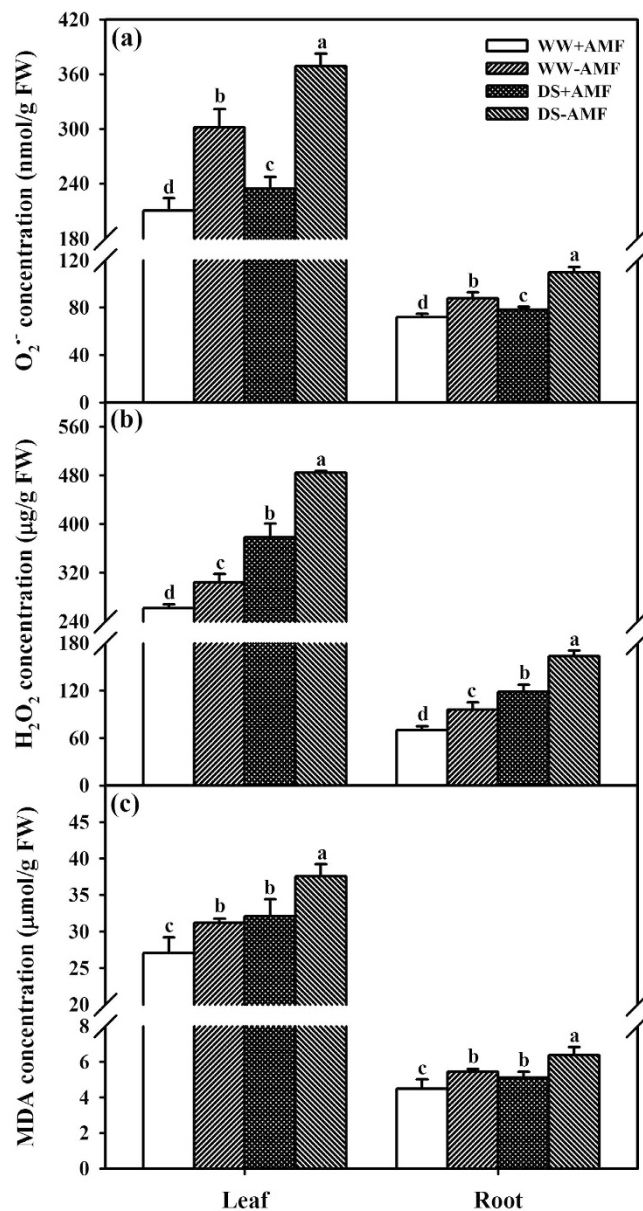 420
(a)
a
WW+AMF
WW-AMF
DS+AMF
DS-AMF
360
b
300
c
240
d
180
120
a
80
d
b
c
40
0
O₂•⁻ concentration (nmol/g FW)
560
(b)
a
480
b
400
c
320
d
240
180
a
120
d
c
b
60
0
H₂O₂ concentration (µg/g FW)
45
(c)
40
a
35
b
b
30
c
25
20
8
a
6
c
b
b
4
2
0
MDA concentration (µmol/g FW)
Leaf
Root